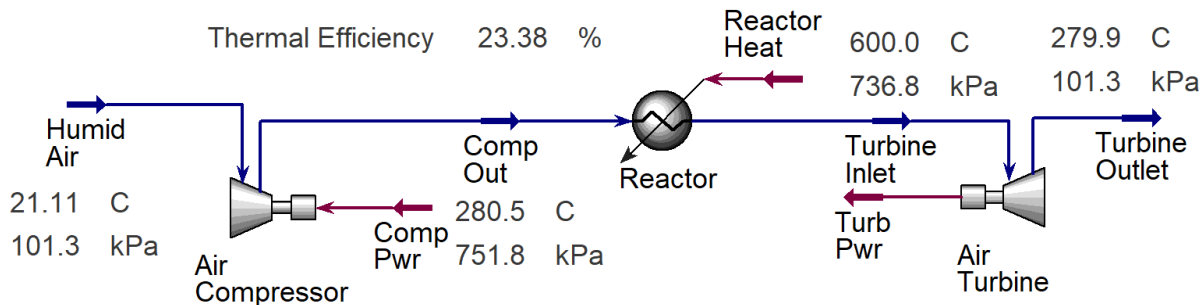 Thermal Efficiency 23.38 %
Reactor
Heat
600.0 C
736.8 kPa
279.9 C
101.3 kPa
Humid
Air
21.11 C
101.3 kPa
Air
Compressor
Comp
Pwr
Comp
Out
280.5 C
751.8 kPa
Reactor
Turbine
Inlet
Turb
Pwr
Air
Turbine
Turbine
Outlet